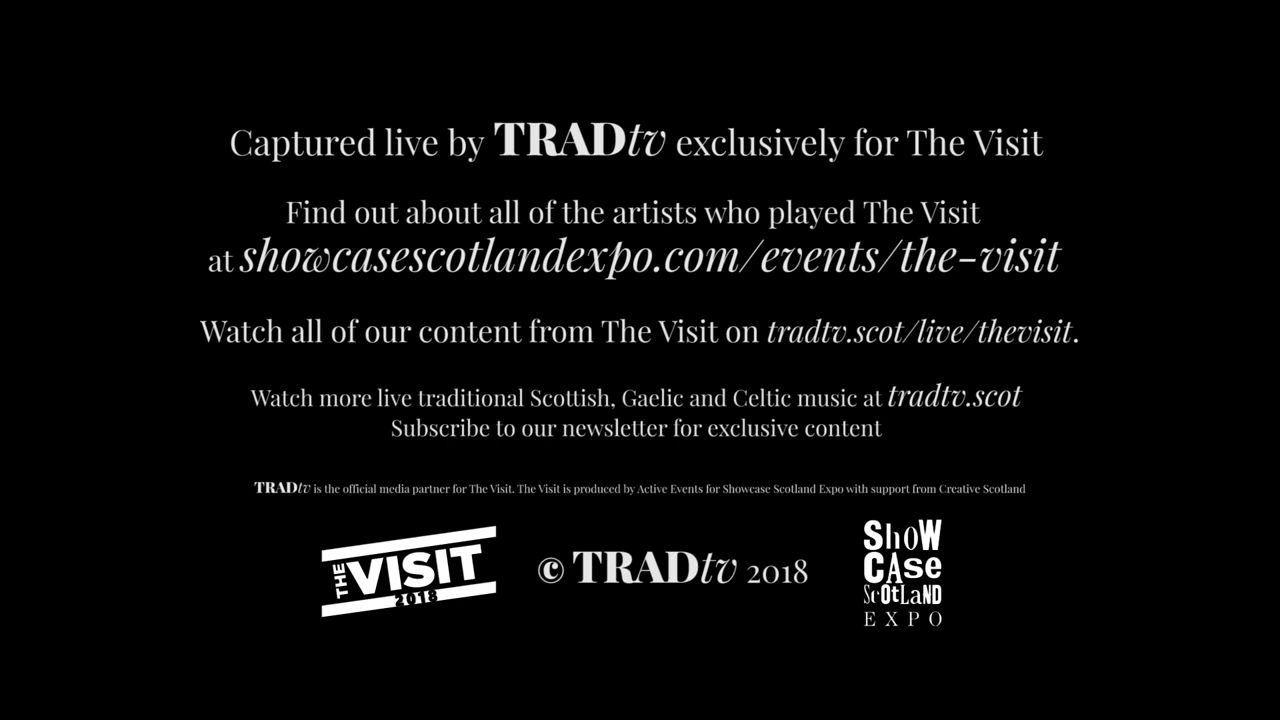 Captured live by TRADtv exclusively for The Visit
Find out about all of the artists who played The Visit
at showcasescotlandexpo.com/events/the-visit
Watch all of our content from The Visit on tradtv.scot/live/thevisit.
Watch more live traditional Scottish, Gaelic and Celtic music at tradtv.scot
Subscribe to our newsletter for exclusive content
TRADtv is the official media partner for The Visit. The Visit is produced by Active Events for Showcase Scotland Expo with support from Creative Scotland
THE VISIT
2018
© TRADtv 2018
ShoW
CAse
ScOtLaND
EXPO